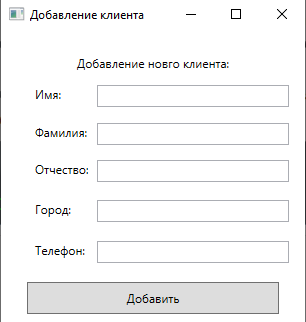 Добавление клиента
Добавление новго клиента:
Имя:
Фамилия:
Отчество:
Город:
Телефон:
Добавить